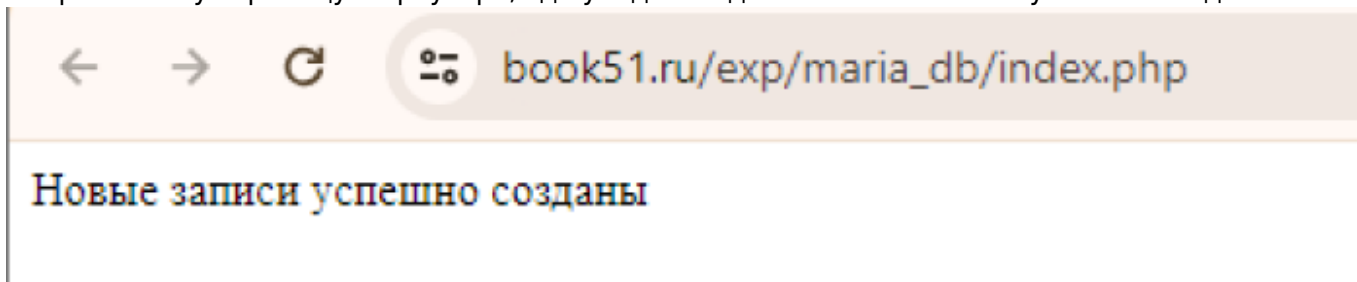 book51.ru/exp/maria_db/index.php
Новые записи успешно созданы